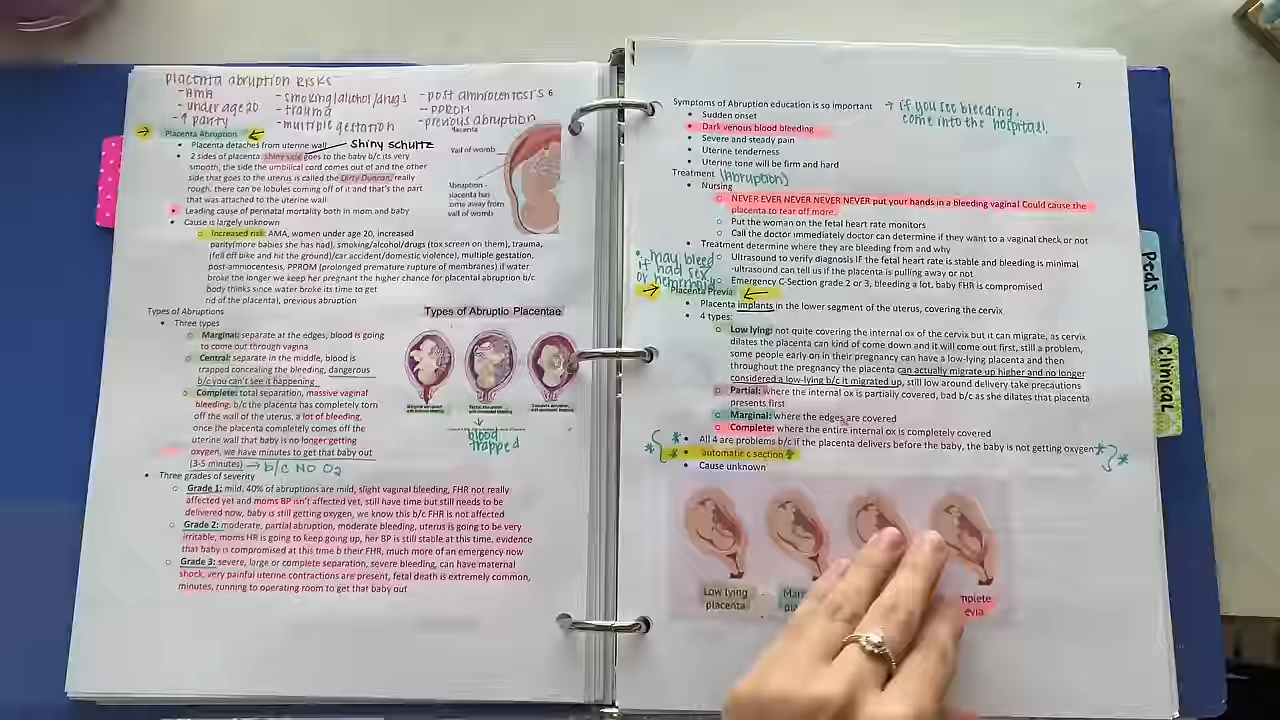 placenta abruption risks
- AMA
- under age 20
- ↑ parity
- smoking/alcohol/drugs
- trauma
- multiple gestation
- post amniocentesis
- PPROM
- previous abruption
6
→ Placenta Abruption ←
• Placenta detaches from uterine wall
shiny schultz
• 2 sides of placenta: shiny side goes to the baby b/c its very
smooth, the side the umbilical cord comes out of and the other
side that goes to the uterus is called the Dirty Duncan, really
rough, there can be lobules coming off of it and that's the part
that was attached to the uterine wall
• Leading cause of perinatal mortality both in mom and baby
• Cause is largely unknown
o Increased risk: AMA, women under age 20, increased
parity(more babies she has had), smoking/alcohol/drugs (tox screen on them), trauma,
(fell off bike and hit the ground)/car accident/domestic violence), multiple gestation,
post-amniocentesis, PPROM (prolonged premature rupture of membranes) if water
broke the longer we keep her pregnant the higher chance for placental abruption b/c
body thinks since water broke its time to get
rid of the placenta), previous abruption
Placenta
Wall of womb
Abruption -
placenta has
come away from
wall of womb
Types of Abruptions
• Three types
o Marginal: separate at the edges, blood is going
to come out through vagina
o Central: separate in the middle, blood is
trapped concealing the bleeding, dangerous
b/c you can't see it happening
o Complete: total separation, massive vaginal
bleeding, b/c the placenta has completely torn
off the wall of the uterus, a lot of bleeding,
once the placenta completely comes off the
uterine wall that baby is no longer getting
oxygen, we have minutes to get that baby out
(3-5 minutes) → b/c NO O2
Types of Abruptio Placentae
blood
trapped
• Three grades of severity
o Grade 1: mild, 40% of abruptions are mild, slight vaginal bleeding, FHR not really
affected yet and moms BP isn't affected yet, still have time but still needs to be
delivered now, baby is still getting oxygen, we know this b/c FHR is not affected
o Grade 2: moderate, partial abruption, moderate bleeding, uterus is going to be very
irritable, moms HR is going to keep going up, her BP is still stable at this time, evidence
that baby is compromised at this time b their FHR, much more of an emergency now
o Grade 3: severe, large or complete separation, severe bleeding, can have maternal
shock, very painful uterine contractions are present, fetal death is extremely common,
minutes, running to operating room to get that baby out
7
Symptoms of Abruption education is so important
→ if you see bleeding,
come into the hospital.
• Sudden onset
• Dark venous blood bleeding
• Severe and steady pain
• Uterine tenderness
• Uterine tone will be firm and hard
Treatment (Abruption)
• Nursing
o NEVER EVER NEVER NEVER NEVER put your hands in a bleeding vagina! Could cause the
placenta to tear off more
o Put the woman on the fetal heart rate monitors
o Call the doctor immediately doctor can determine if they want to a vaginal check or not
• Treatment determine where they are bleeding from and why
o Ultrasound to verify diagnosis IF the fetal heart rate is stable and bleeding is minimal
-ultrasound can tell us if the placenta is pulling away or not
o Emergency C-Section grade 2 or 3, bleeding a lot, baby FHR is compromised
* may bleed
if had sex
or hemorrhoid
→ Placenta Previa ←
• Placenta implants in the lower segment of the uterus, covering the cervix
• 4 types:
o Low lying: not quite covering the internal ox of the cervix but it can migrate, as cervix
dilates the placenta can kind of come down and it will come out first, still a problem,
some people early on in their pregnancy can have a low-lying placenta and then
throughout the pregnancy the placenta can actually migrate up higher and no longer
considered a low-lying b/c it migrated up, still low around delivery take precautions
o Partial: where the internal ox is partially covered, bad b/c as she dilates that placenta
presents first
o Marginal: where the edges are covered
o Complete: where the entire internal ox is completely covered
• All 4 are problems b/c if the placenta delivers before the baby, the baby is not getting oxygen
• automatic c section
• Cause unknown
Low lying
placenta
Peds
Clinical